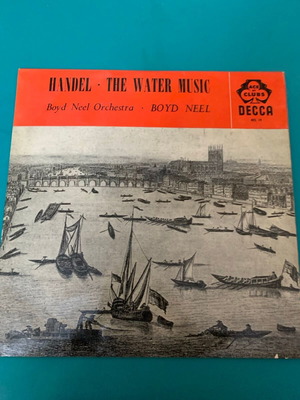 HANDEL · THE WATER MUSIC
Boyd Neel Orchestra · BOYD NEEL
ACE
of
CLUBS
DECCA